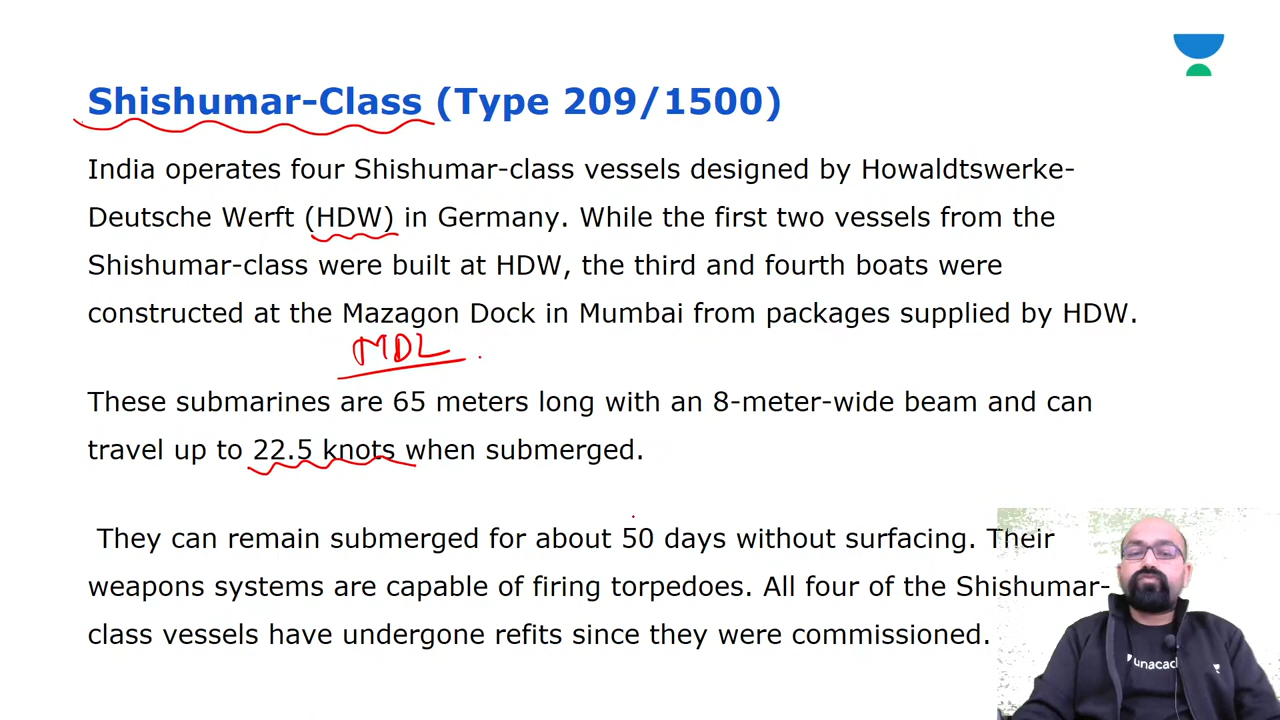 Shishumar-Class (Type 209/1500)
India operates four Shishumar-class vessels designed by Howaldtswerke-
Deutsche Werft (HDW) in Germany. While the first two vessels from the
Shishumar-class were built at HDW, the third and fourth boats were
constructed at the Mazagon Dock in Mumbai from packages supplied by HDW.
MDL
These submarines are 65 meters long with an 8-meter-wide beam and can
travel up to 22.5 knots when submerged.
They can remain submerged for about 50 days without surfacing. Their
weapons systems are capable of firing torpedoes. All four of the Shishumar-
class vessels have undergone refits since they were commissioned.
unacad